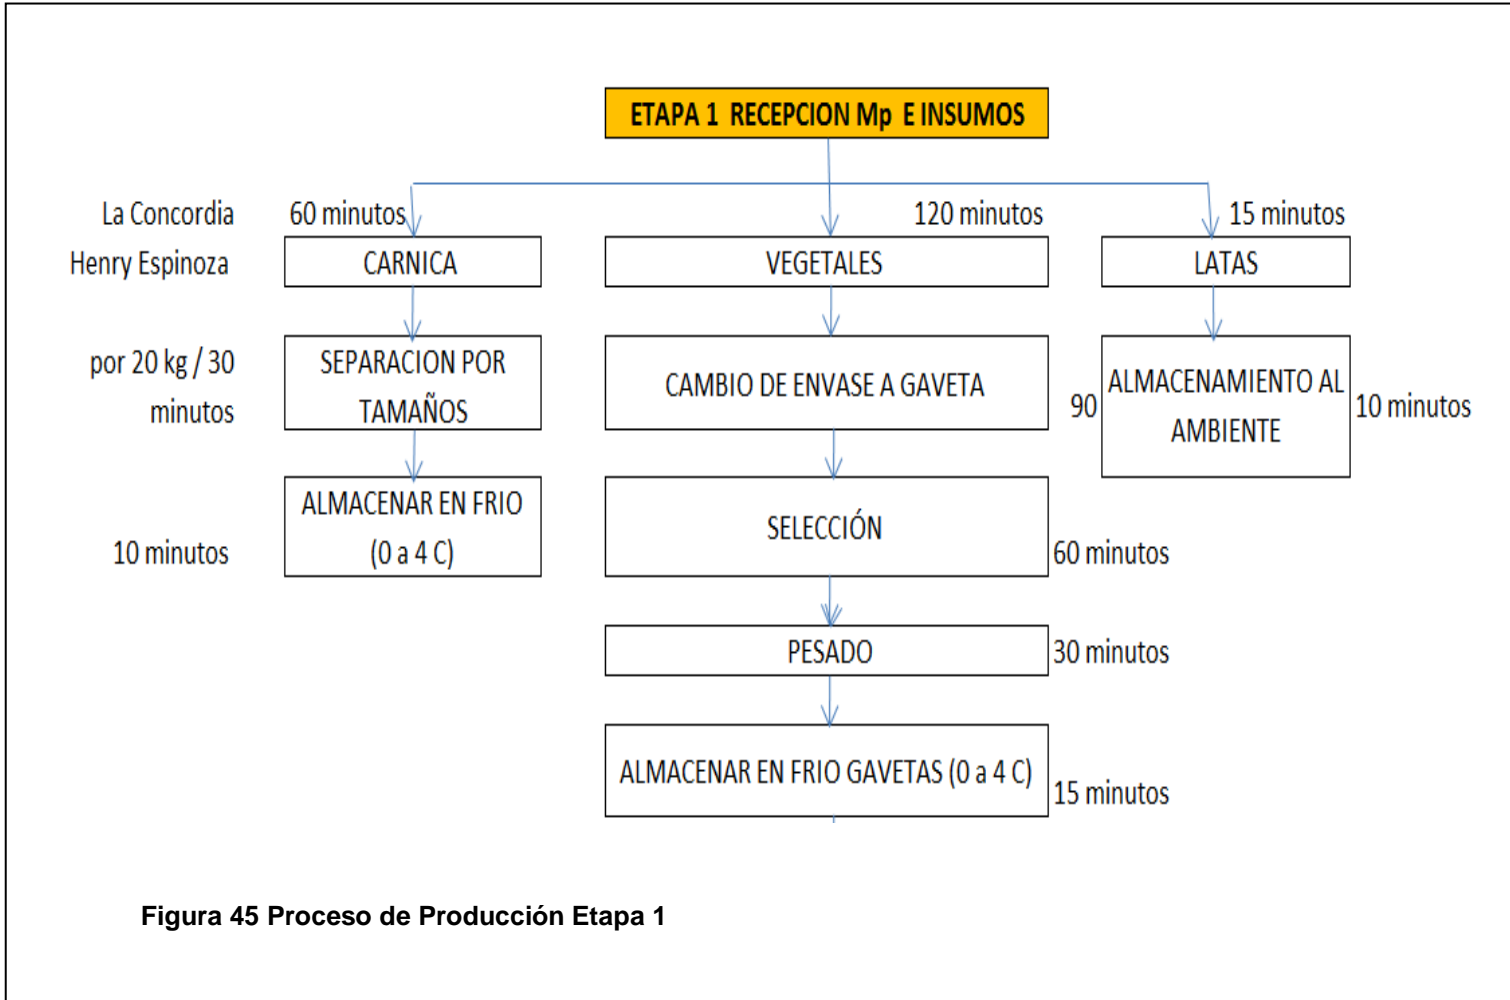 ETAPA 1 RECEPCION Mp E INSUMOS
La Concordia
60 minutos
120 minutos
15 minutos
Henry Espinoza
CARNICA
VEGETALES
LATAS
por 20 kg / 30
minutos
SEPARACION POR
TAMAÑOS
CAMBIO DE ENVASE A GAVETA
90
ALMACENAMIENTO AL
AMBIENTE
10 minutos
10 minutos
ALMACENAR EN FRIO
(0 a 4 C)
SELECCIÓN
60 minutos
PESADO
30 minutos
ALMACENAR EN FRIO GAVETAS (0 a 4 C)
15 minutos
Figura 45 Proceso de Producción Etapa 1